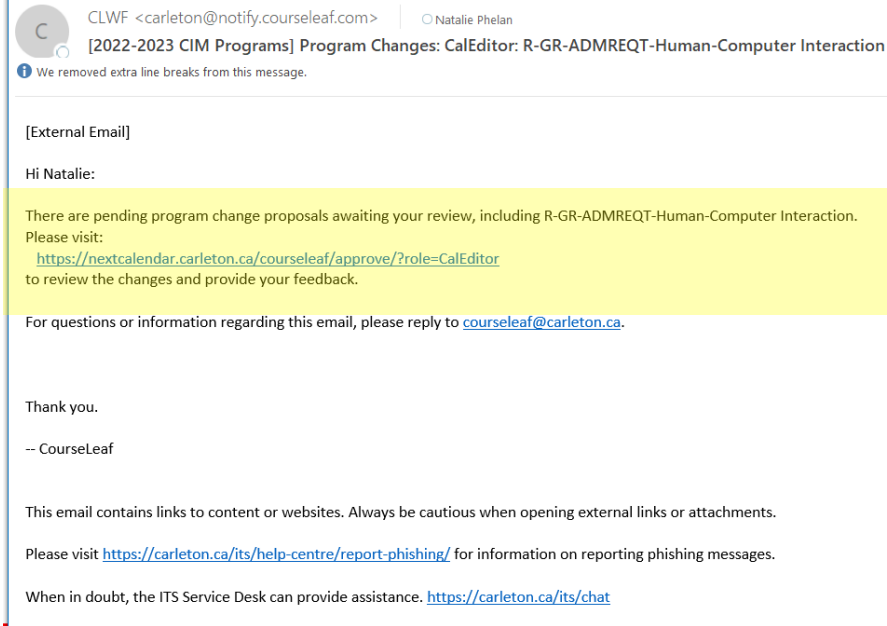 C
CLWF <carleton@notify.courseleaf.com>
Natalie Phelan
[2022-2023 CIM Programs] Program Changes: CalEditor: R-GR-ADMREQT-Human-Computer Interaction
We removed extra line breaks from this message.
[External Email]
Hi Natalie:
There are pending program change proposals awaiting your review, including R-GR-ADMREQT-Human-Computer Interaction.
Please visit:
https://nextcalendar.carleton.ca/courseleaf/approve/?role=CalEditor
to review the changes and provide your feedback.
For questions or information regarding this email, please reply to courseleaf@carleton.ca.
Thank you.
-- CourseLeaf
This email contains links to content or websites. Always be cautious when opening external links or attachments.
Please visit https://carleton.ca/its/help-centre/report-phishing/ for information on reporting phishing messages.
When in doubt, the ITS Service Desk can provide assistance. https://carleton.ca/its/chat